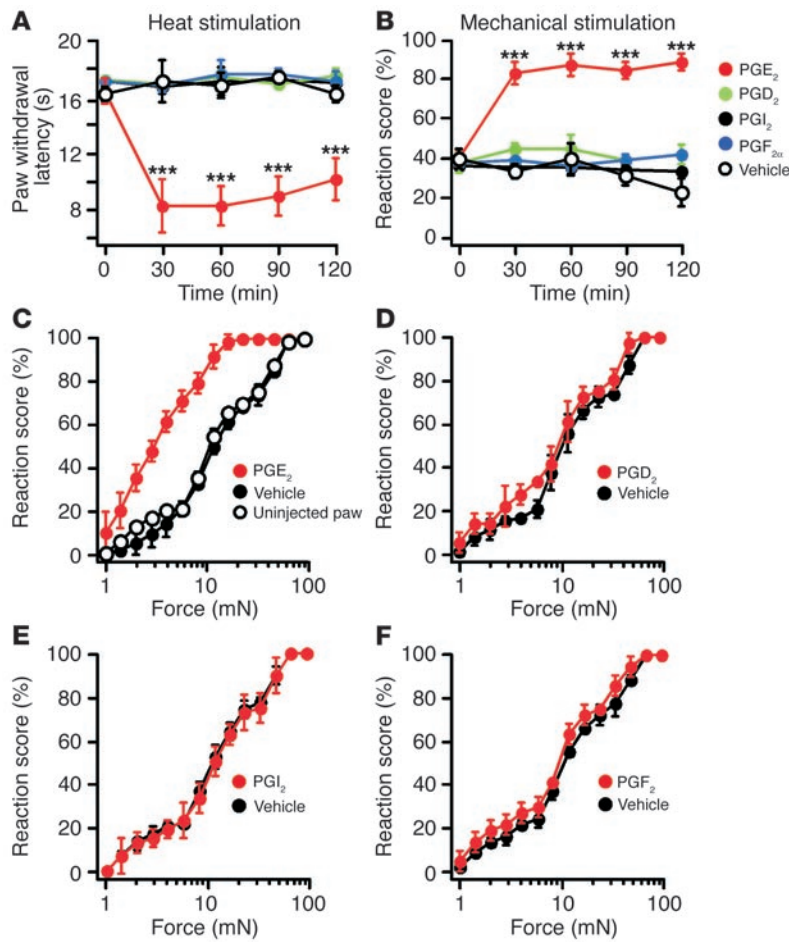 A
Heat stimulation
Paw withdrawal
latency (s)
20
16
12
8
***
***
***
***
0
30
60
90
120
Time (min)
B
Mechanical stimulation
Reaction score (%)
100
80
60
40
20
0
***
***
***
***
0
30
60
90
120
Time (min)
PGE₂
PGD₂
PGI₂
PGF₂α
Vehicle
C
Reaction score (%)
100
80
60
40
20
0
PGE₂
Vehicle
Uninjected paw
1
10
100
Force (mN)
D
Reaction score (%)
100
80
60
40
20
0
PGD₂
Vehicle
1
10
100
Force (mN)
E
Reaction score (%)
100
80
60
40
20
0
PGI₂
Vehicle
1
10
100
Force (mN)
F
Reaction score (%)
100
80
60
40
20
0
PGF₂
Vehicle
1
10
100
Force (mN)